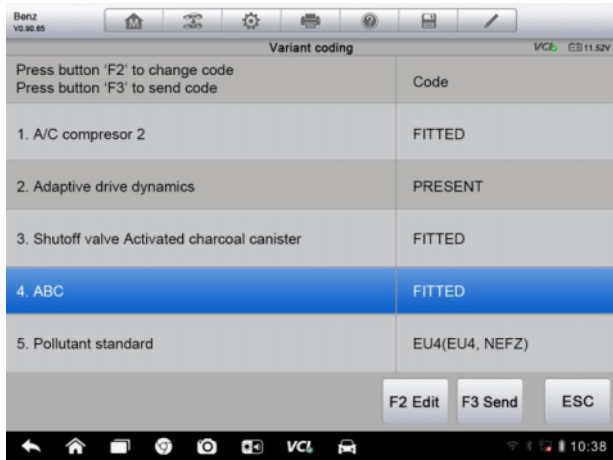 Benz
V0.98.65
Variant coding
VCI 11.52V
Press button 'F2' to change code
Press button 'F3' to send code
Code
1. A/C compresor 2
FITTED
2. Adaptive drive dynamics
PRESENT
3. Shutoff valve Activated charcoal canister
FITTED
4. ABC
FITTED
5. Pollutant standard
EU4(EU4, NEFZ)
F2 Edit
F3 Send
ESC
VCI
10:38